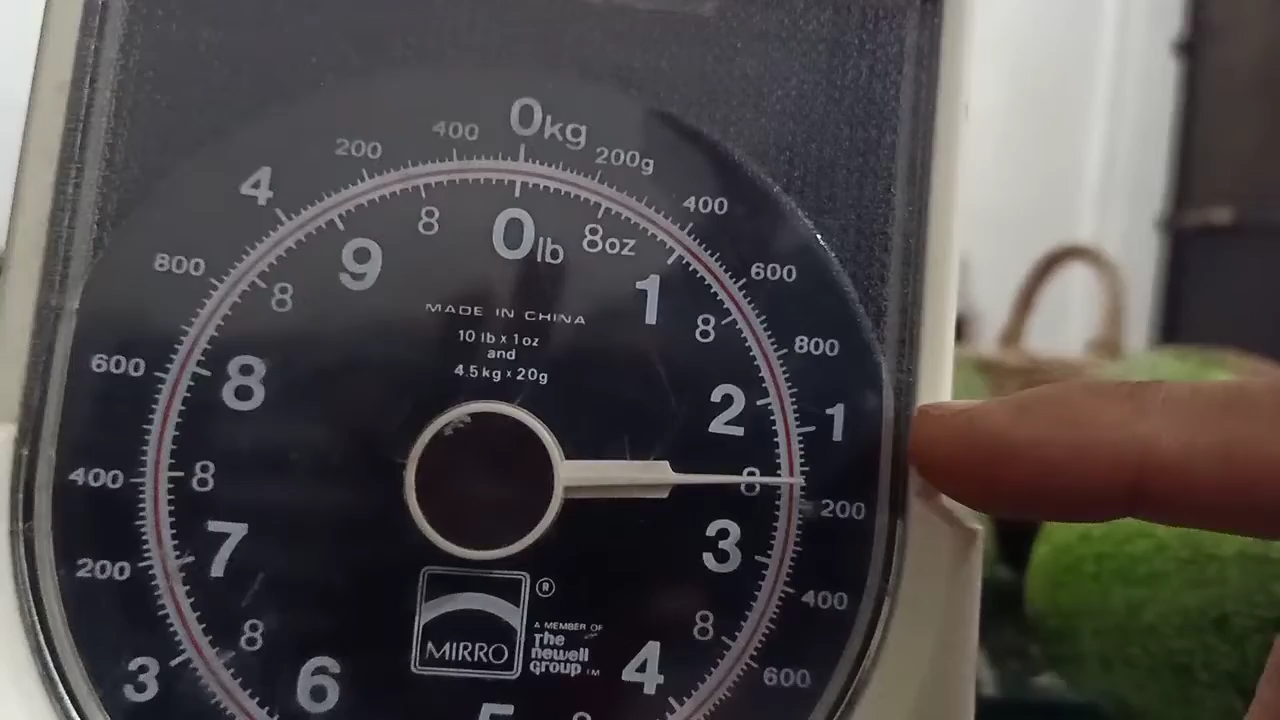 0kg
400
200g
200
400
4
8
0lb
8oz
800
9
1
600
8
8
MADE IN CHINA
10 lb x 1 oz
and
4.5 kg x 20g
800
600
8
2
1
400
8
8
200
7
3
200
400
®
A MEMBER OF
The
newell
group TM
MIRRO
8
8
3
6
4
600